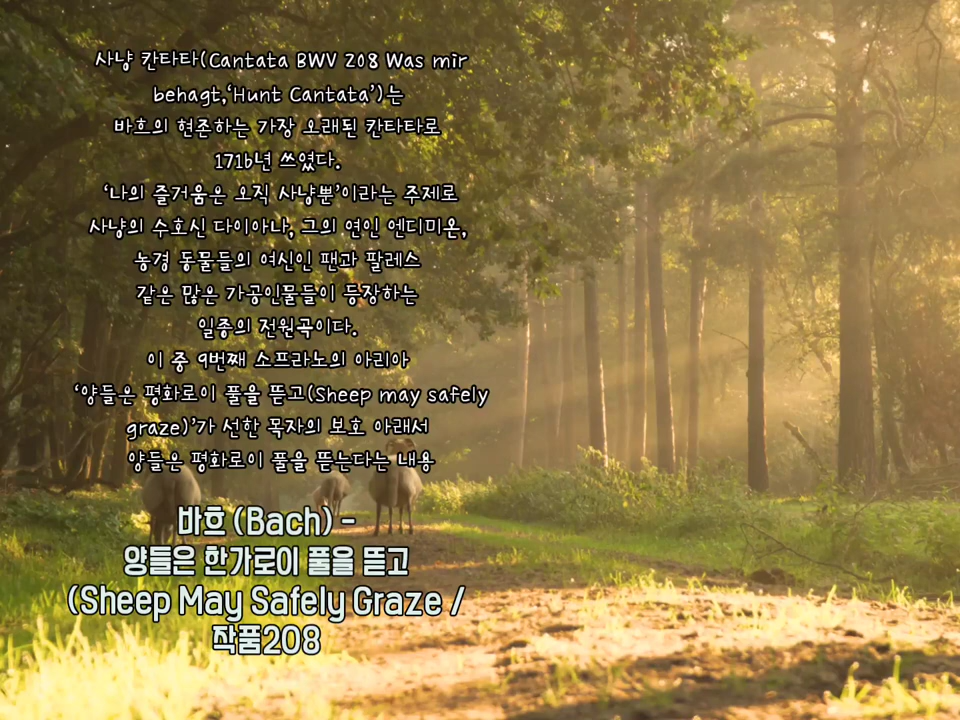 사냥 칸타타(Cantata BWV 208 Was mir
behagt,‘Hunt Cantata’)는
바흐의 현존하는 가장 오래된 칸타타로
1716년 쓰였다.
‘나의 즐거움은 오직 사냥뿐’이라는 주제로
사냥의 수호신 다이아나, 그의 연인 엔디미온,
농경 동물들의 여신인 팬과 팔레스
같은 많은 가공인물들이 등장하는
일종의 전원곡이다.
이 중 9번째 소프라노의 아리아
‘양들은 평화로이 풀을 뜯고(Sheep may safely
graze)’가 선한 목자의 보호 아래서
양들은 평화로이 풀을 뜯는다는 내용
바흐 (Bach) -
양들은 한가로이 풀을 뜯고
(Sheep May Safely Graze /
작품208